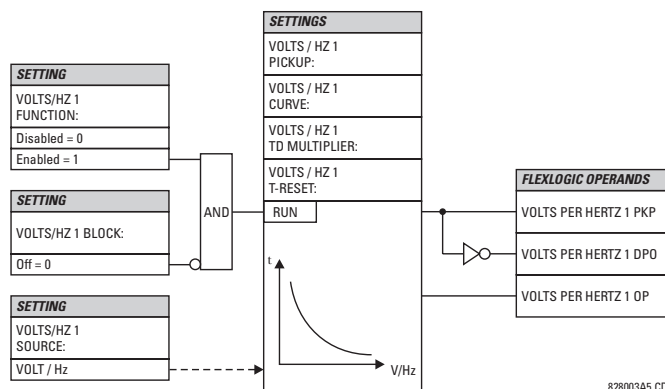 SETTING
VOLTS/HZ 1
FUNCTION:
Disabled = 0
Enabled = 1
SETTING
VOLTS/HZ 1 BLOCK:
Off = 0
SETTING
VOLTS/HZ 1
SOURCE:
VOLT / Hz
AND
SETTINGS
VOLTS / HZ 1
PICKUP:
VOLTS / HZ 1
CURVE:
VOLTS / HZ 1
TD MULTIPLIER:
VOLTS / HZ 1
T-RESET:
RUN
t
V/Hz
FLEXLOGIC OPERANDS
VOLTS PER HERTZ 1 PKP
VOLTS PER HERTZ 1 DPO
VOLTS PER HERTZ 1 OP
828003A5.CD